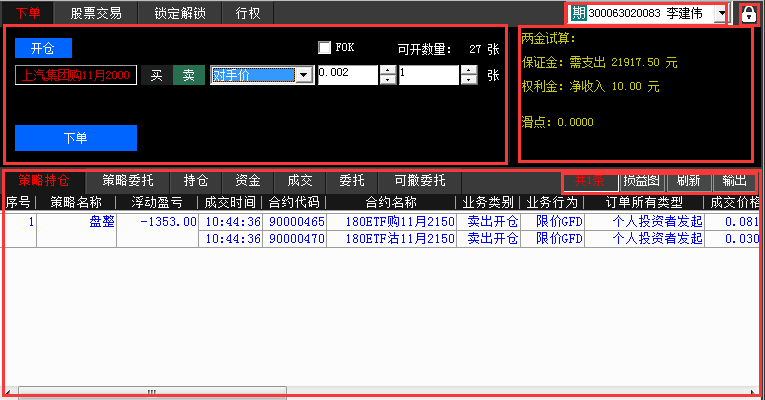 下单 股票交易 锁定解锁 行权 期 300063020083 李建伟
开仓 FOK 可开数量: 27 张
上汽集团购11月2000 买 卖 对手价 0.002 1 张
下单
两金试算:
保证金: 需支出 21917.50 元
权利金: 净收入 10.00 元
滑点: 0.0000
策略持仓 策略委托 持仓 资金 成交 委托 可撤委托 共1条 损益图 刷新 输出
序号 策略名称 浮动盈亏 成交时间 合约代码 合约名称 业务类别 业务行为 订单所有类型 成交价格
1 盘整 -1353.00 10:44:36 90000465 180ETF购11月2150 卖出开仓 限价GFD 个人投资者发起 0.081
10:44:36 90000470 180ETF沽11月2150 卖出开仓 限价GFD 个人投资者发起 0.030